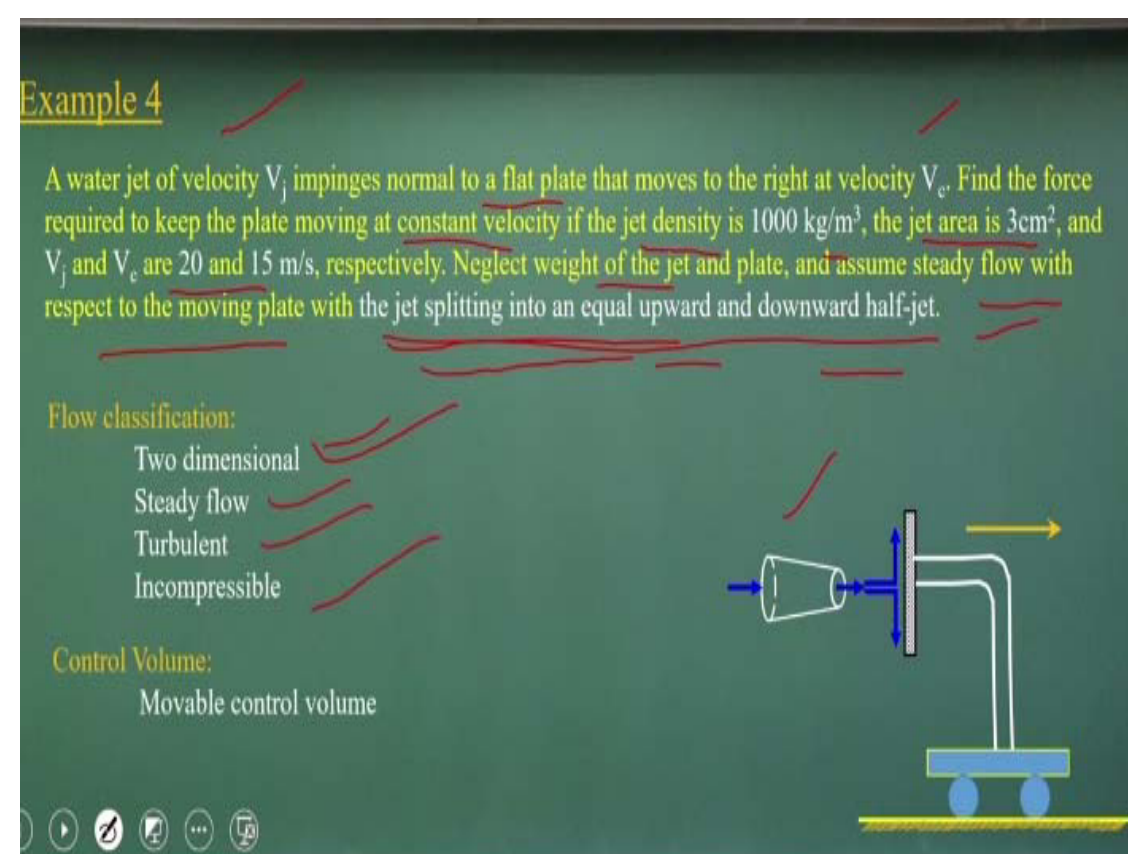 Example 4
A water jet of velocity Vj impinges normal to a flat plate that moves to the right at velocity Vc. Find the force
required to keep the plate moving at constant velocity if the jet density is 1000 kg/m³, the jet area is 3cm², and
Vj and Vc are 20 and 15 m/s, respectively. Neglect weight of the jet and plate, and assume steady flow with
respect to the moving plate with the jet splitting into an equal upward and downward half-jet.
Flow classification:
Two dimensional
Steady flow
Turbulent
Incompressible
Control Volume:
Movable control volume